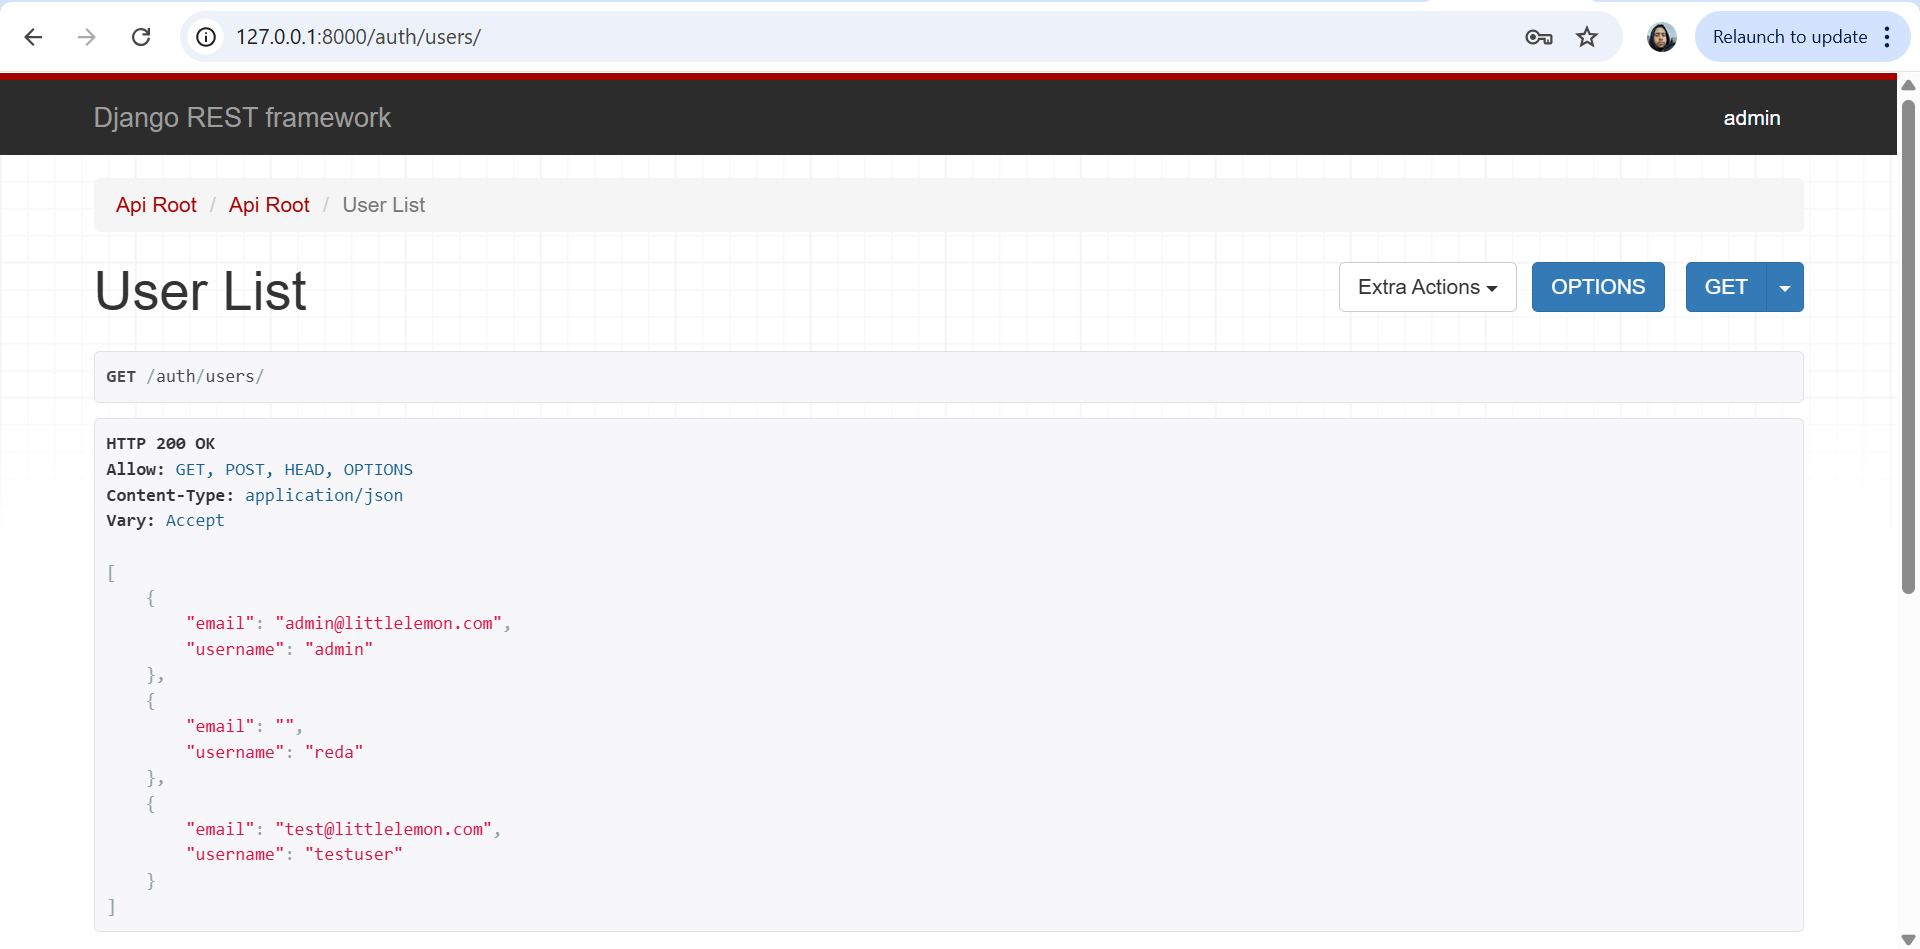 127.0.0.1:8000/auth/users/
Relaunch to update
Django REST framework
admin
Api Root / Api Root / User List
User List
Extra Actions
OPTIONS
GET
GET /auth/users/
HTTP 200 OK
Allow: GET, POST, HEAD, OPTIONS
Content-Type: application/json
Vary: Accept
[
    {
        "email": "admin@littlelemon.com",
        "username": "admin"
    },
    {
        "email": "",
        "username": "reda"
    },
    {
        "email": "test@littlelemon.com",
        "username": "testuser"
    }
]